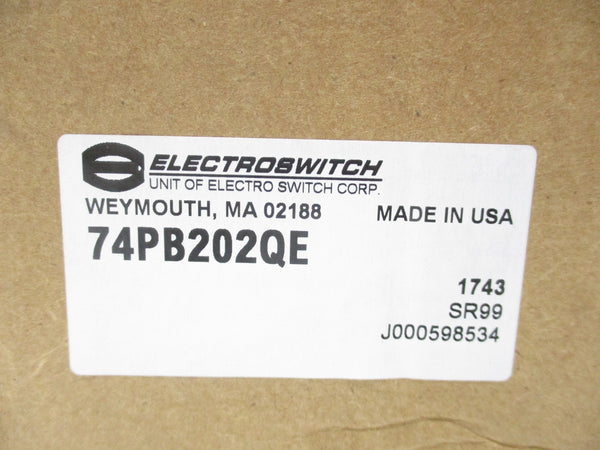 ELECTROSWITCH
UNIT OF ELECTRO SWITCH CORP.
WEYMOUTH, MA 02188 MADE IN USA
74PB202QE
1743
SR99
J000598534